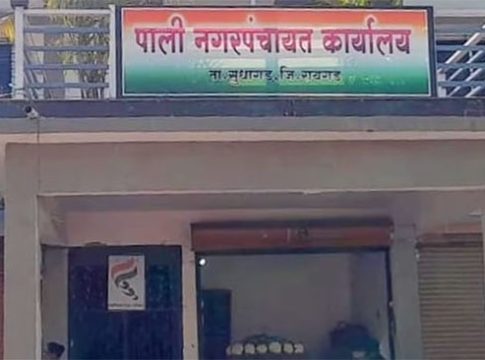 पाली नगरपंचायत कार्यालय
ता. सुधागड, जि. रायगड